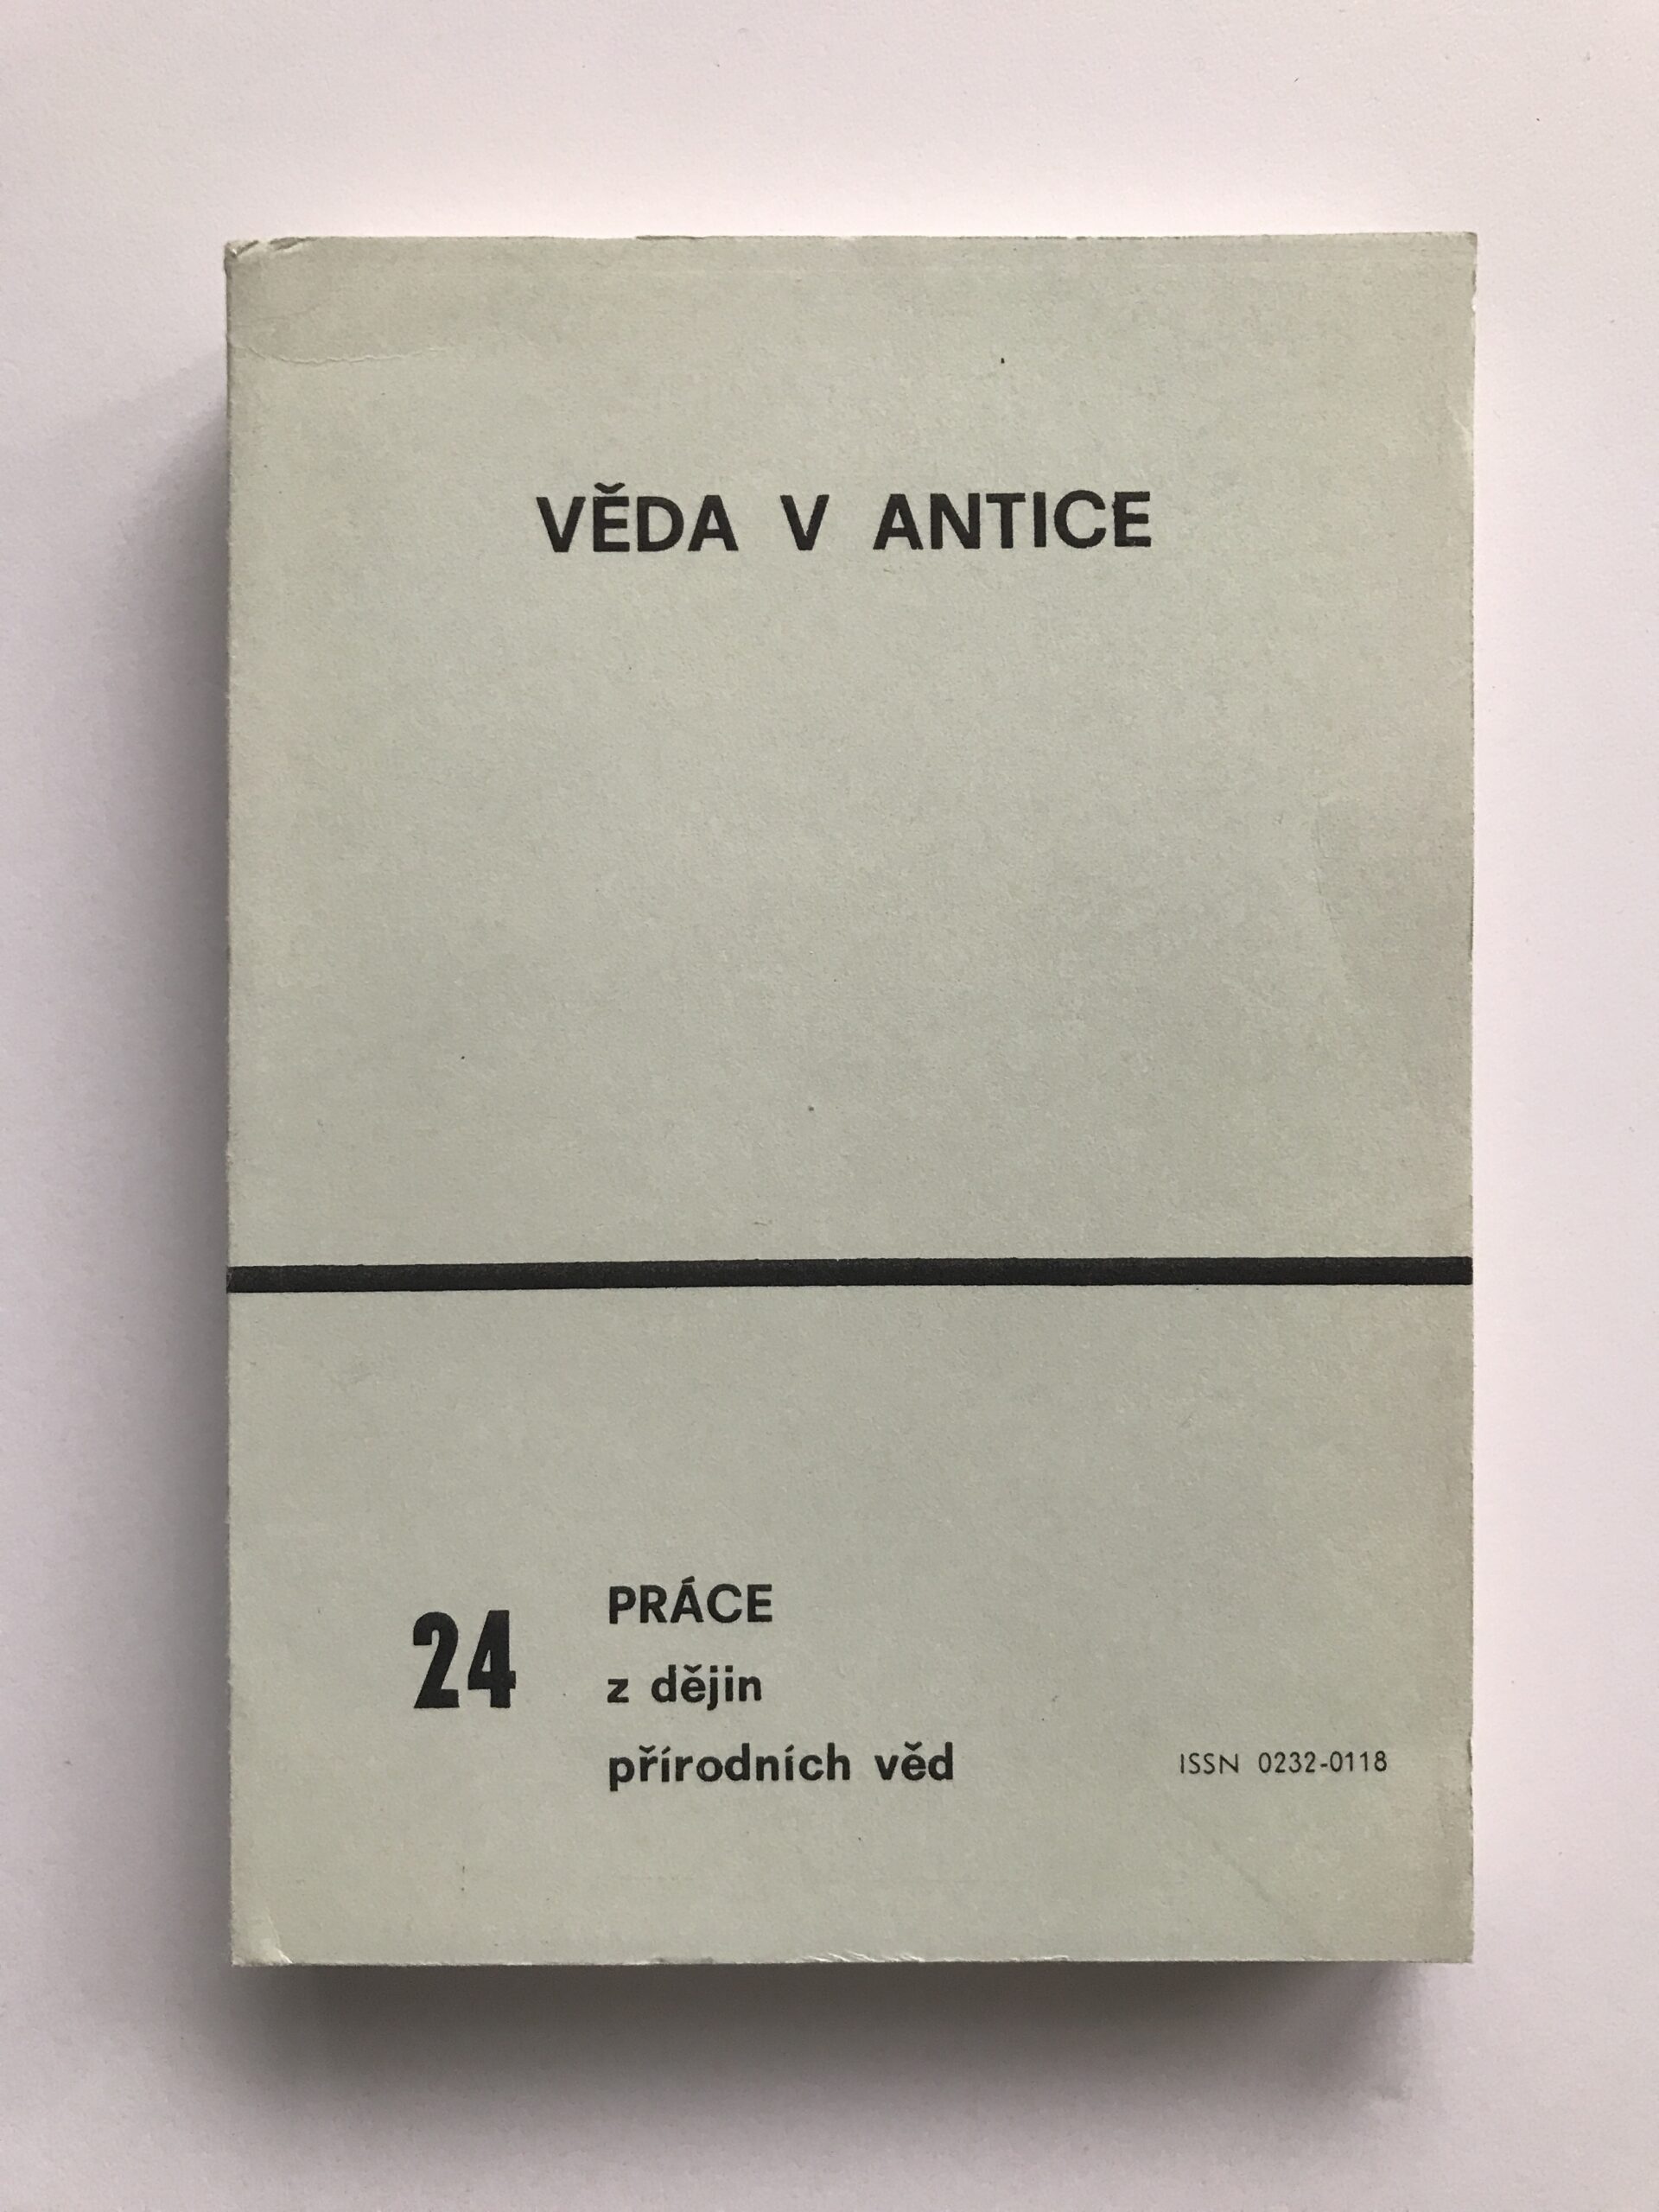 VĚDA V ANTICE
24
PRÁCE
z dějin
přírodních věd
ISSN 0232-0118